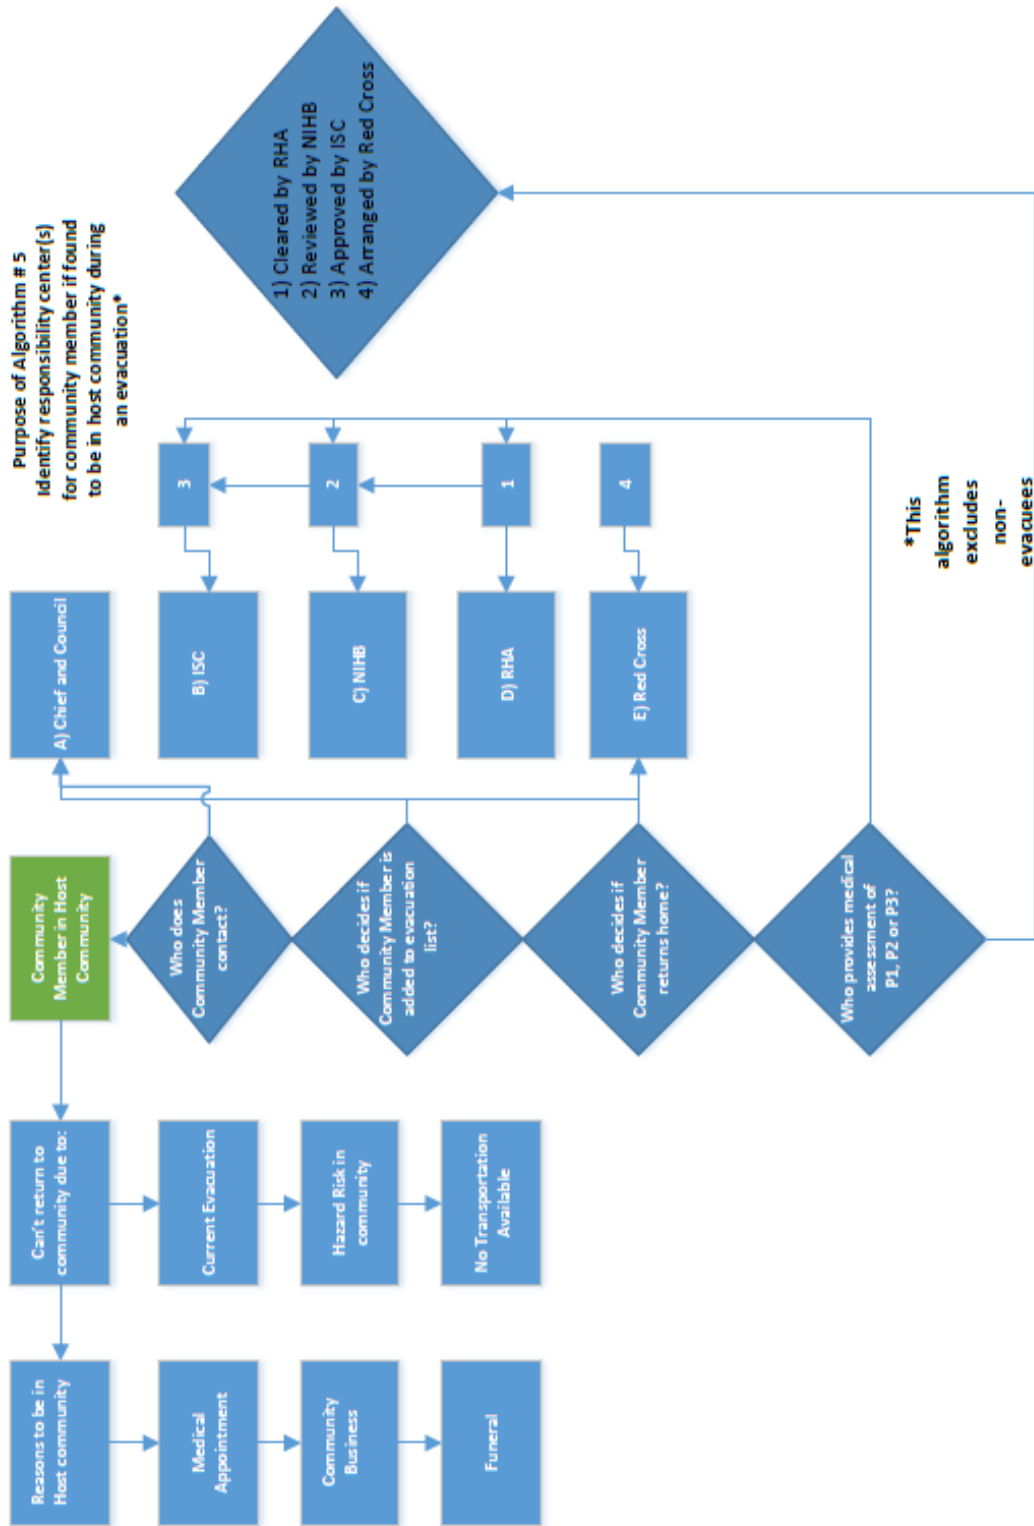 Purpose of Algorithm # 5
Identify responsibility center(s)
for community member if found
to be in host community during
an evacuation*
Reasons to be in
Host community
Medical
Appointment
Community
Business
Funeral
Can't return to
community due to:
Current Evacuation
Hazard Risk in
community
No Transportation
Available
Community
Member in Host
Community
Who does
Community Member
contact?
Who decides if
Community Member is
added to evacuation
list?
Who decides if
Community Member
returns home?
Who provides medical
assessment of
P1, P2 or P3?
A) Chief and Council
B) ISC
C) NIHB
D) RHA
E) Red Cross
3
2
1
4
1) Cleared by RHA
2) Reviewed by NIHB
3) Approved by ISC
4) Arranged by Red Cross
*This
algorithm
excludes
non-
evacuees